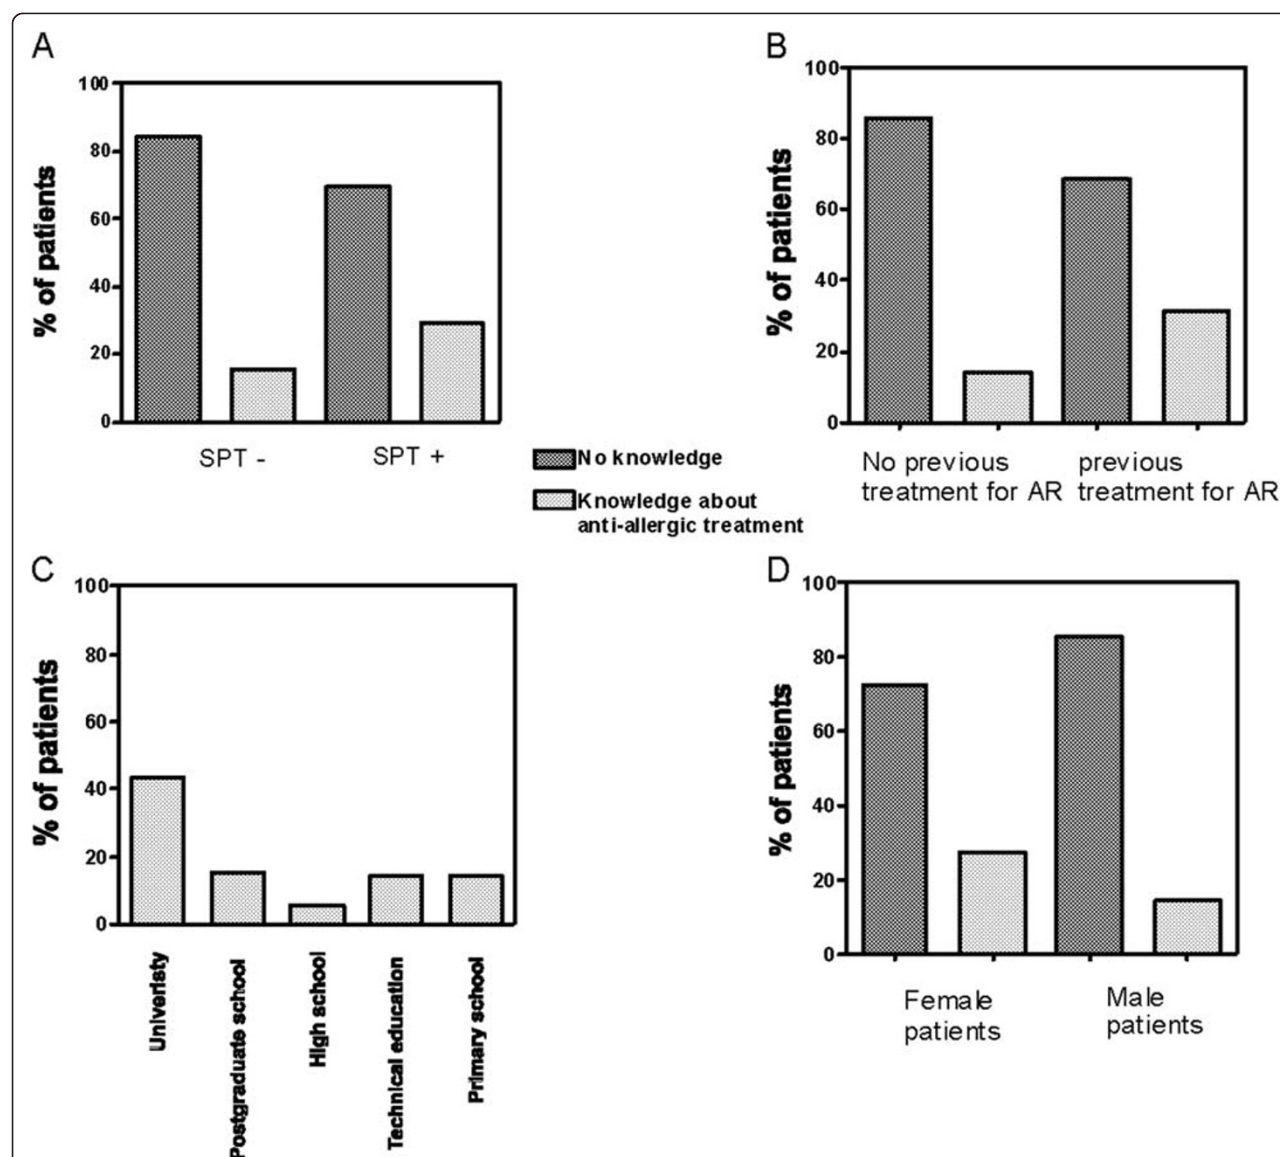 A
100
80
60
40
20
0
% of patients
SPT -
SPT +
B
100
80
60
40
20
0
% of patients
No previous
treatment for AR
previous
treatment for AR
No knowledge
Knowledge about
anti-allergic treatment
C
100
80
60
40
20
0
% of patients
Univeristy
Postgraduate school
High school
Technical education
Primary school
D
100
80
60
40
20
0
% of patients
Female
patients
Male
patients